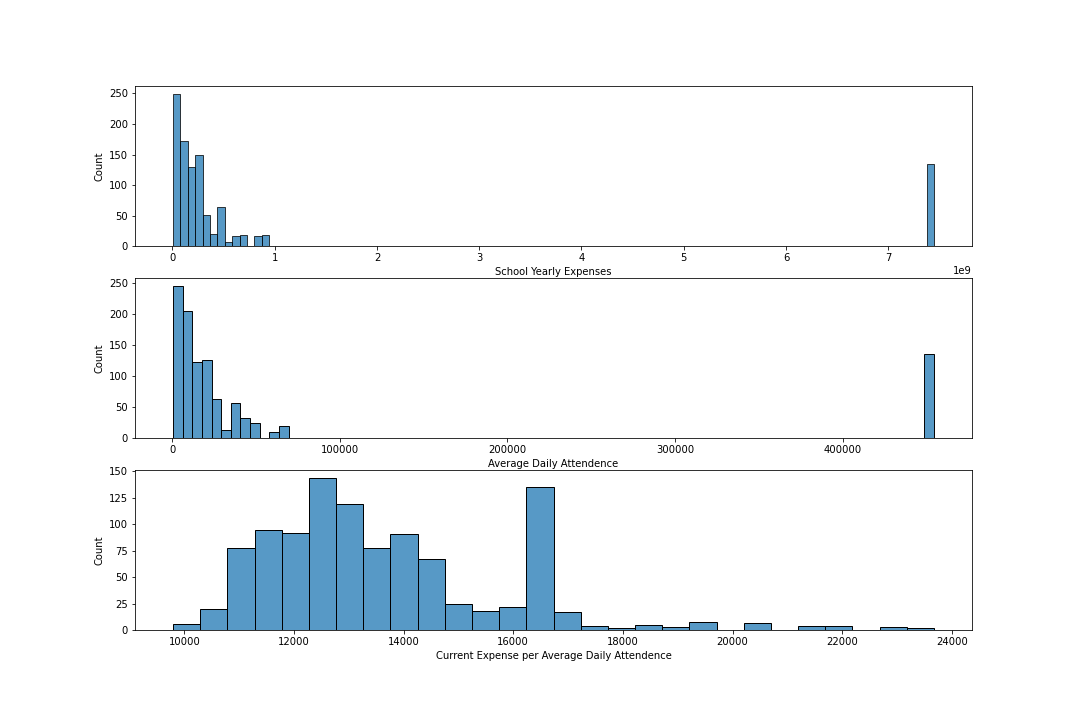 250
200
150
100
50
0
Count
0 1 2 3 4 5 6 7
School Yearly Expenses
1e9
250
200
150
100
50
0
Count
0 100000 200000 300000 400000
Average Daily Attendence
150
125
100
75
50
25
0
Count
10000 12000 14000 16000 18000 20000 22000 24000
Current Expense per Average Daily Attendence